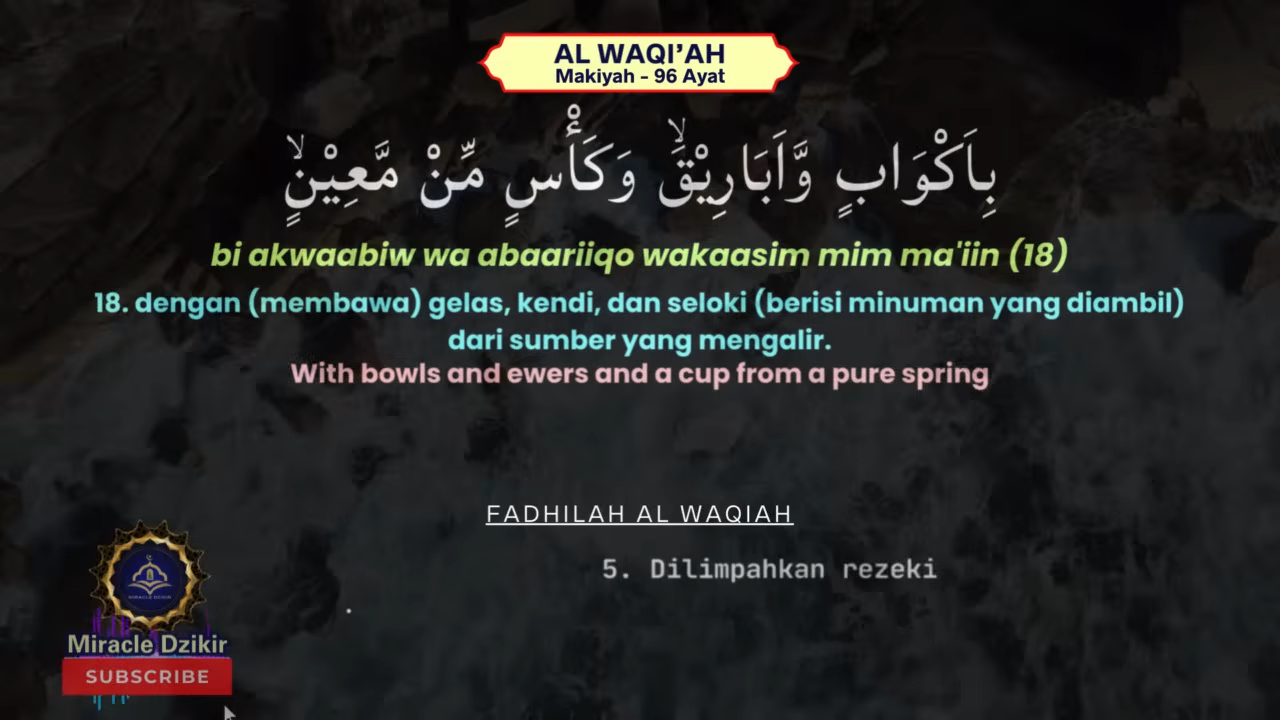 AL WAQI’AH
Makiyah - 96 Ayat
بِاَكْوَابٍ وَّاَبَارِيْقَۙ وَكَأْسٍ مِّنْ مَّعِيْنٍۙ
bi akwaabiw wa abaariiqo wakaasim mim ma'iin (18)
18. dengan (membawa) gelas, kendi, dan seloki (berisi minuman yang diambil)
dari sumber yang mengalir.
With bowls and ewers and a cup from a pure spring
FADHILAH AL WAQIAH
5. Dilimpahkan rezeki
.
MIRACLE DZIKIR
Miracle Dzikir
SUBSCRIBE